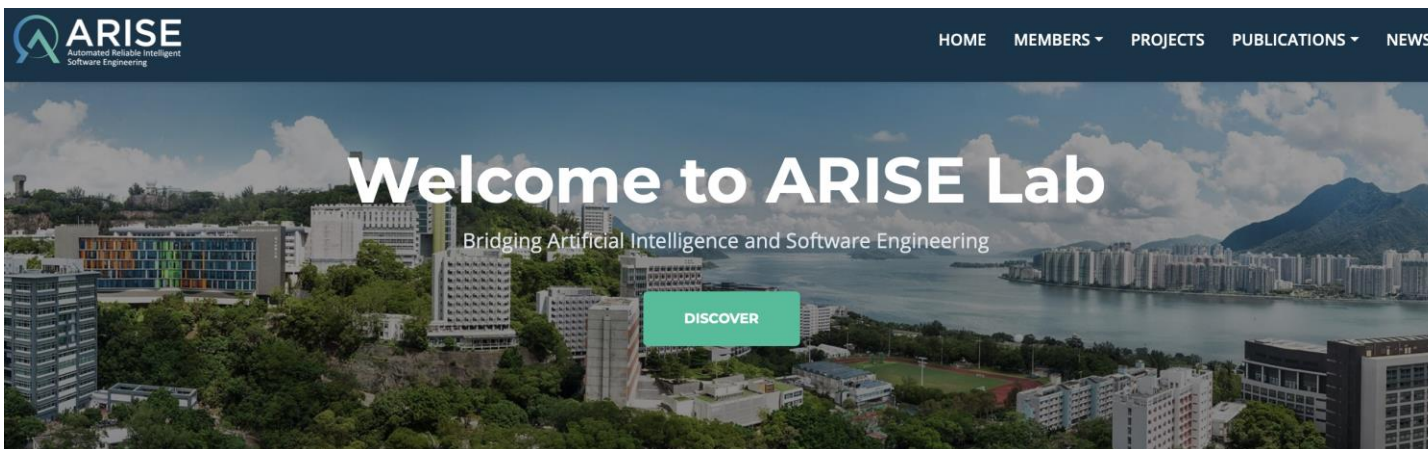 ARISE
Automated Reliable Intelligent
Software Engineering
HOME MEMBERS PROJECTS PUBLICATIONS NEWS
Welcome to ARISE Lab
Bridging Artificial Intelligence and Software Engineering
DISCOVER